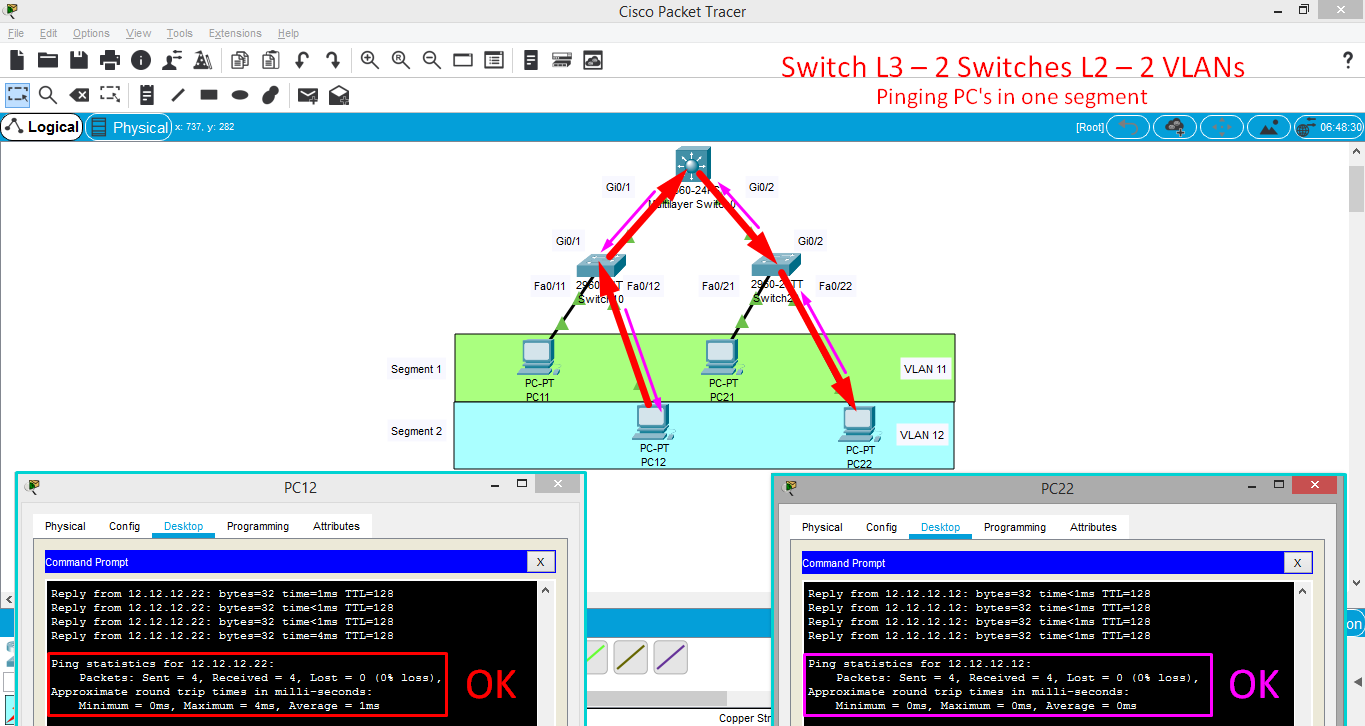 Cisco Packet Tracer
File Edit Options View Tools Extensions Help
Switch L3 – 2 Switches L2 – 2 VLANs
Pinging PC's in one segment
?
Logical
Physical
x: 737, y: 282
[Root]
06:48:30
Gi0/1
Gi0/2
Multilayer Switch0
Gi0/1
Gi0/2
Fa0/11
Fa0/12
Fa0/21
Fa0/22
Segment 1
VLAN 11
PC-PT
PC11
PC-PT
PC21
Segment 2
VLAN 12
PC-PT
PC12
PC-PT
PC22
PC12
Physical Config Desktop Programming Attributes
Command Prompt
X
Reply from 12.12.12.22: bytes=32 time=1ms TTL=128
Reply from 12.12.12.22: bytes=32 time<1ms TTL=128
Reply from 12.12.12.22: bytes=32 time<1ms TTL=128
Reply from 12.12.12.22: bytes=32 time=4ms TTL=128
Ping statistics for 12.12.12.22:
Packets: Sent = 4, Received = 4, Lost = 0 (0% loss),
Approximate round trip times in milli-seconds:
Minimum = 0ms, Maximum = 4ms, Average = 1ms
OK
PC22
Physical Config Desktop Programming Attributes
Command Prompt
X
Reply from 12.12.12.12: bytes=32 time<1ms TTL=128
Reply from 12.12.12.12: bytes=32 time<1ms TTL=128
Reply from 12.12.12.12: bytes=32 time<1ms TTL=128
Reply from 12.12.12.12: bytes=32 time<1ms TTL=128
Ping statistics for 12.12.12.12:
Packets: Sent = 4, Received = 4, Lost = 0 (0% loss),
Approximate round trip times in milli-seconds:
Minimum = 0ms, Maximum = 0ms, Average = 0ms
OK
Copper Str